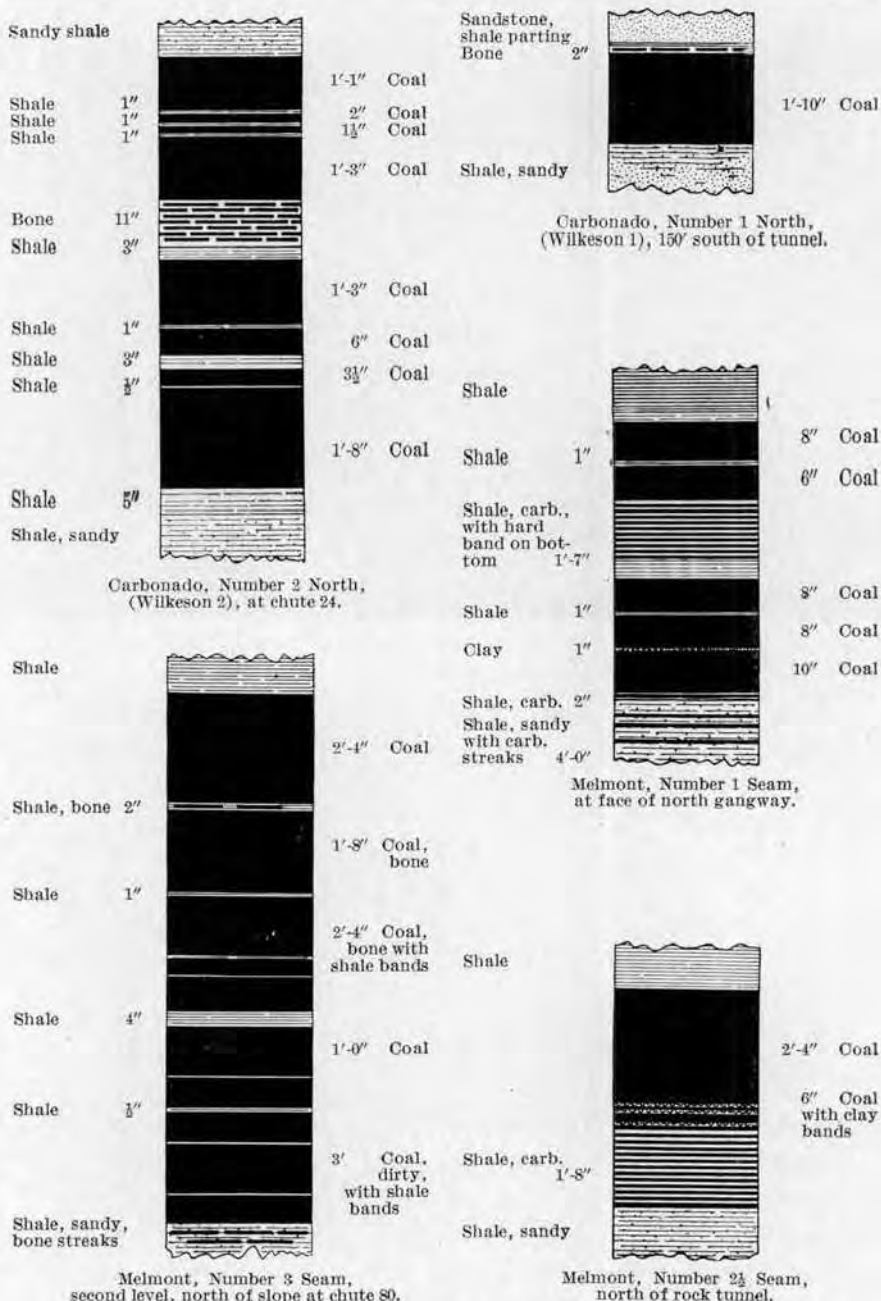 Sandy shale
1'-1" Coal
Shale 1"
2" Coal
Shale 1"
1½" Coal
Shale 1"
1'-3" Coal
Bone 11"
Shale 3"
1'-3" Coal
Shale 1"
6" Coal
Shale 3"
3½" Coal
Shale ½"
1'-8" Coal
Shale
Shale, sandy
Carbonado, Number 2 North,
(Wilkeson 2), at chute 24.
Sandstone,
shale parting
Bone 2"
1'-10" Coal
Shale, sandy
Carbonado, Number 1 North,
(Wilkeson 1), 150' south of tunnel.
Shale
8" Coal
Shale 1"
6" Coal
Shale, carb.,
with hard
band on bot-
tom 1'-7"
8" Coal
Shale 1"
8" Coal
Clay 1"
10" Coal
Shale, carb. 2"
Shale, sandy
with carb.
streaks 4'-0"
Melmont, Number 1 Seam,
at face of north gangway.
Shale
2'-4" Coal
Shale, bone 2"
1'-8" Coal,
bone
Shale 1"
2'-4" Coal,
bone with
shale bands
Shale 4"
1'-0" Coal
Shale ½"
3' Coal,
dirty,
with shale
bands
Shale, sandy,
bone streaks
Melmont, Number 3 Seam,
second level, north of slope at chute 80.
Shale
2'-4" Coal
6" Coal
with clay
bands
Shale, carb.
1'-8"
Shale, sandy
Melmont, Number 2½ Seam,
north of rock tunnel.